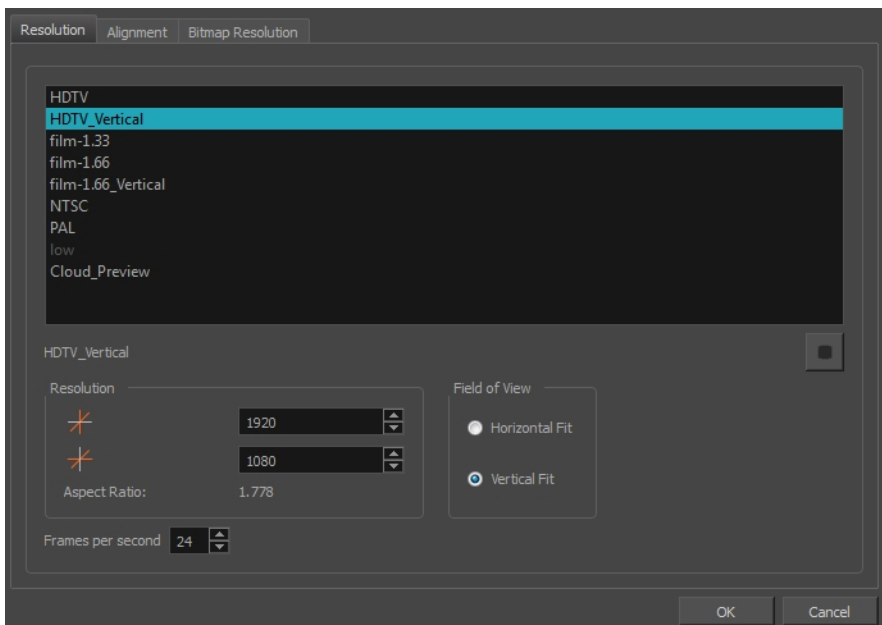 Resolution Alignment Bitmap Resolution
HDTV
HDTV_Vertical
film-1.33
film-1.66
film-1.66_Vertical
NTSC
PAL
low
Cloud_Preview
HDTV_Vertical
Resolution
1920
1080
Aspect Ratio: 1.778
Field of View
Horizontal Fit
Vertical Fit
Frames per second 24
OK Cancel